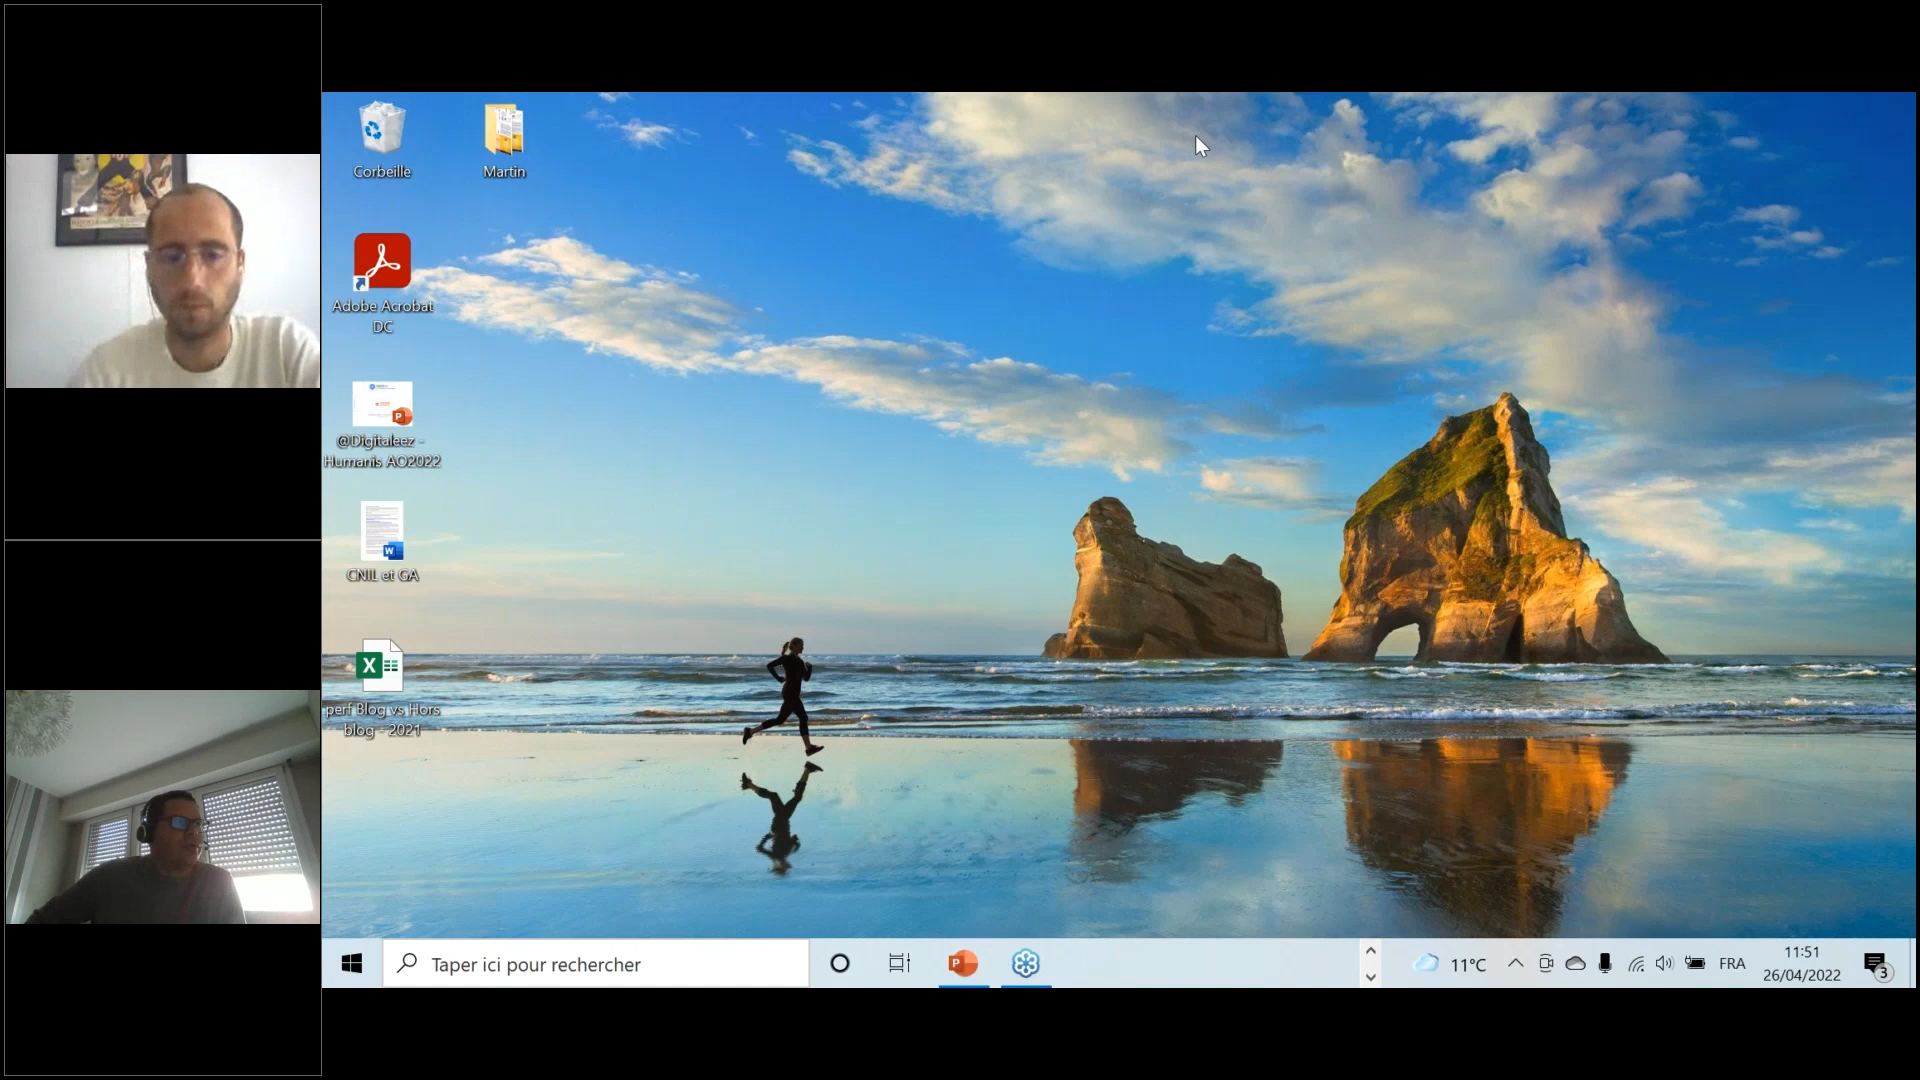 Corbeille
Martin
Adobe Acrobat
DC
@Digitaleez -
Humanis AO2022
CNIL et GA
perf Blog vs Hors
blog - 2021
Taper ici pour rechercher
11°C
FRA
11:51
26/04/2022
3